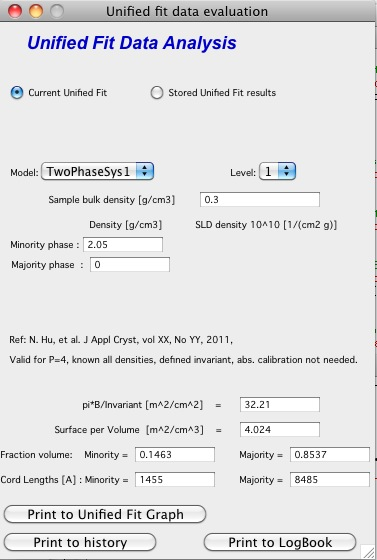 Unified fit data evaluation
Unified Fit Data Analysis
Current Unified Fit Stored Unified Fit results
Model: TwoPhaseSys1 Level: 1
Sample bulk density [g/cm3] 0.3
Density [g/cm3] SLD density 10^10 [1/(cm2 g)]
Minority phase : 2.05
Majority phase : 0
Ref: N. Hu, et al. J Appl Cryst, vol XX, No YY, 2011,
Valid for P=4, known all densities, defined invariant, abs. calibration not needed.
pi*B/Invariant [m^2/cm^2] = 32.21
Surface per Volume [m^2/cm^3] = 4.024
Fraction volume: Minority = 0.1463 Majority = 0.8537
Cord Lengths [A] : Minority = 1455 Majority = 8485
Print to Unified Fit Graph
Print to history Print to LogBook